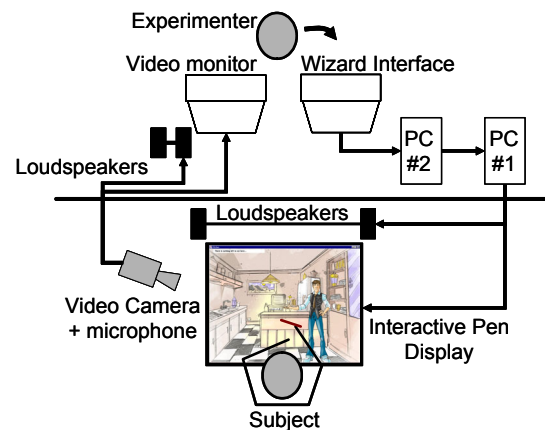 Experimenter
Video monitor
Wizard Interface
PC
#2
PC
#1
Loudspeakers
Loudspeakers
Video Camera
+ microphone
Interactive Pen
Display
Subject